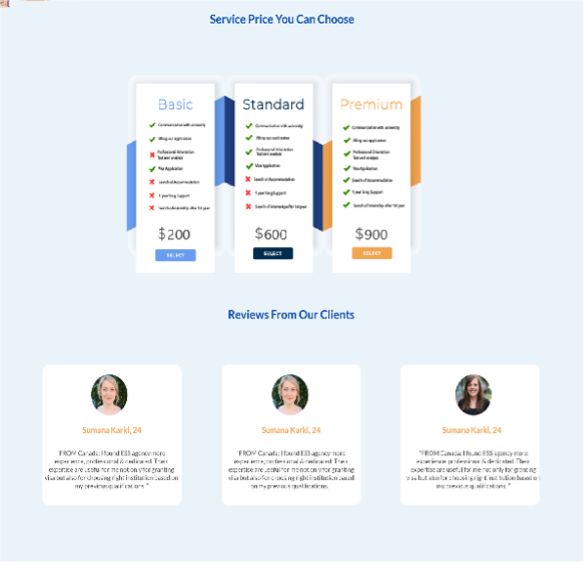 Service Price You Can Choose
Basic
Communication with university
Filling out application
Professional Orientation
Test and analysis
Visa Application
Search of Accommodation
1 year long Support
Search of internship after 1st year
$200
SELECT
Standard
Communication with university
Filling out application
Professional Orientation
Test and analysis
Visa Application
Search of Accommodation
1 year long Support
Search of internship after 1st year
$600
SELECT
Premium
Communication with university
Filling out application
Professional Orientation
Test and analysis
Visa Application
Search of Accommodation
1 year long Support
Search of internship after 1st year
$900
SELECT
Reviews From Our Clients
Sumana Karki, 24
"FROM Canada: I found ESS agency more
experience, professional & dedicated. Their
expertise are useful for me not only for granting
visa but also for choosing right institution based on
my previous qualifications. "
Sumana Karki, 24
"FROM Canada: I found ESS agency more
experience, professional & dedicated. Their
expertise are useful for me not only for granting
visa but also for choosing right institution based
on my previous qualifications.
Sumana Karki, 24
"FROM Canada: I found ESS agency more
experience, professional & dedicated. Their
expertise are useful for me not only for granting
visa but also for choosing right institution based on
my previous qualifications. "